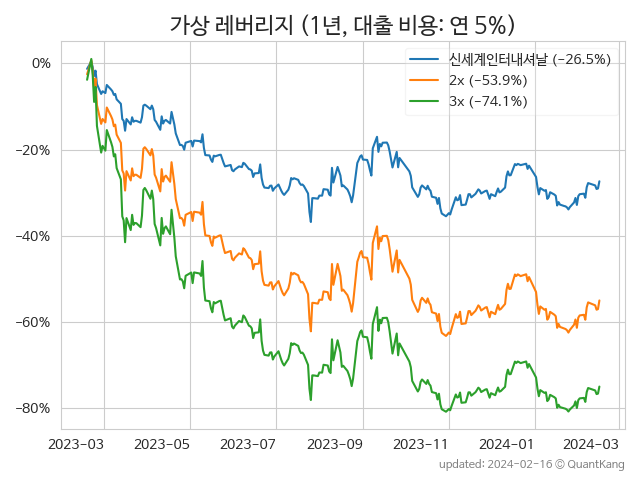 가상 레버리지 (1년, 대출 비용: 연 5%)
신세계인터내셔날 (−26.5%)
2x (−53.9%)
3x (−74.1%)
0%
−20%
−40%
−60%
−80%
2023−03 2023−05 2023−07 2023−09 2023−11 2024−01 2024−03
updated: 2024−02−16 © QuantKang